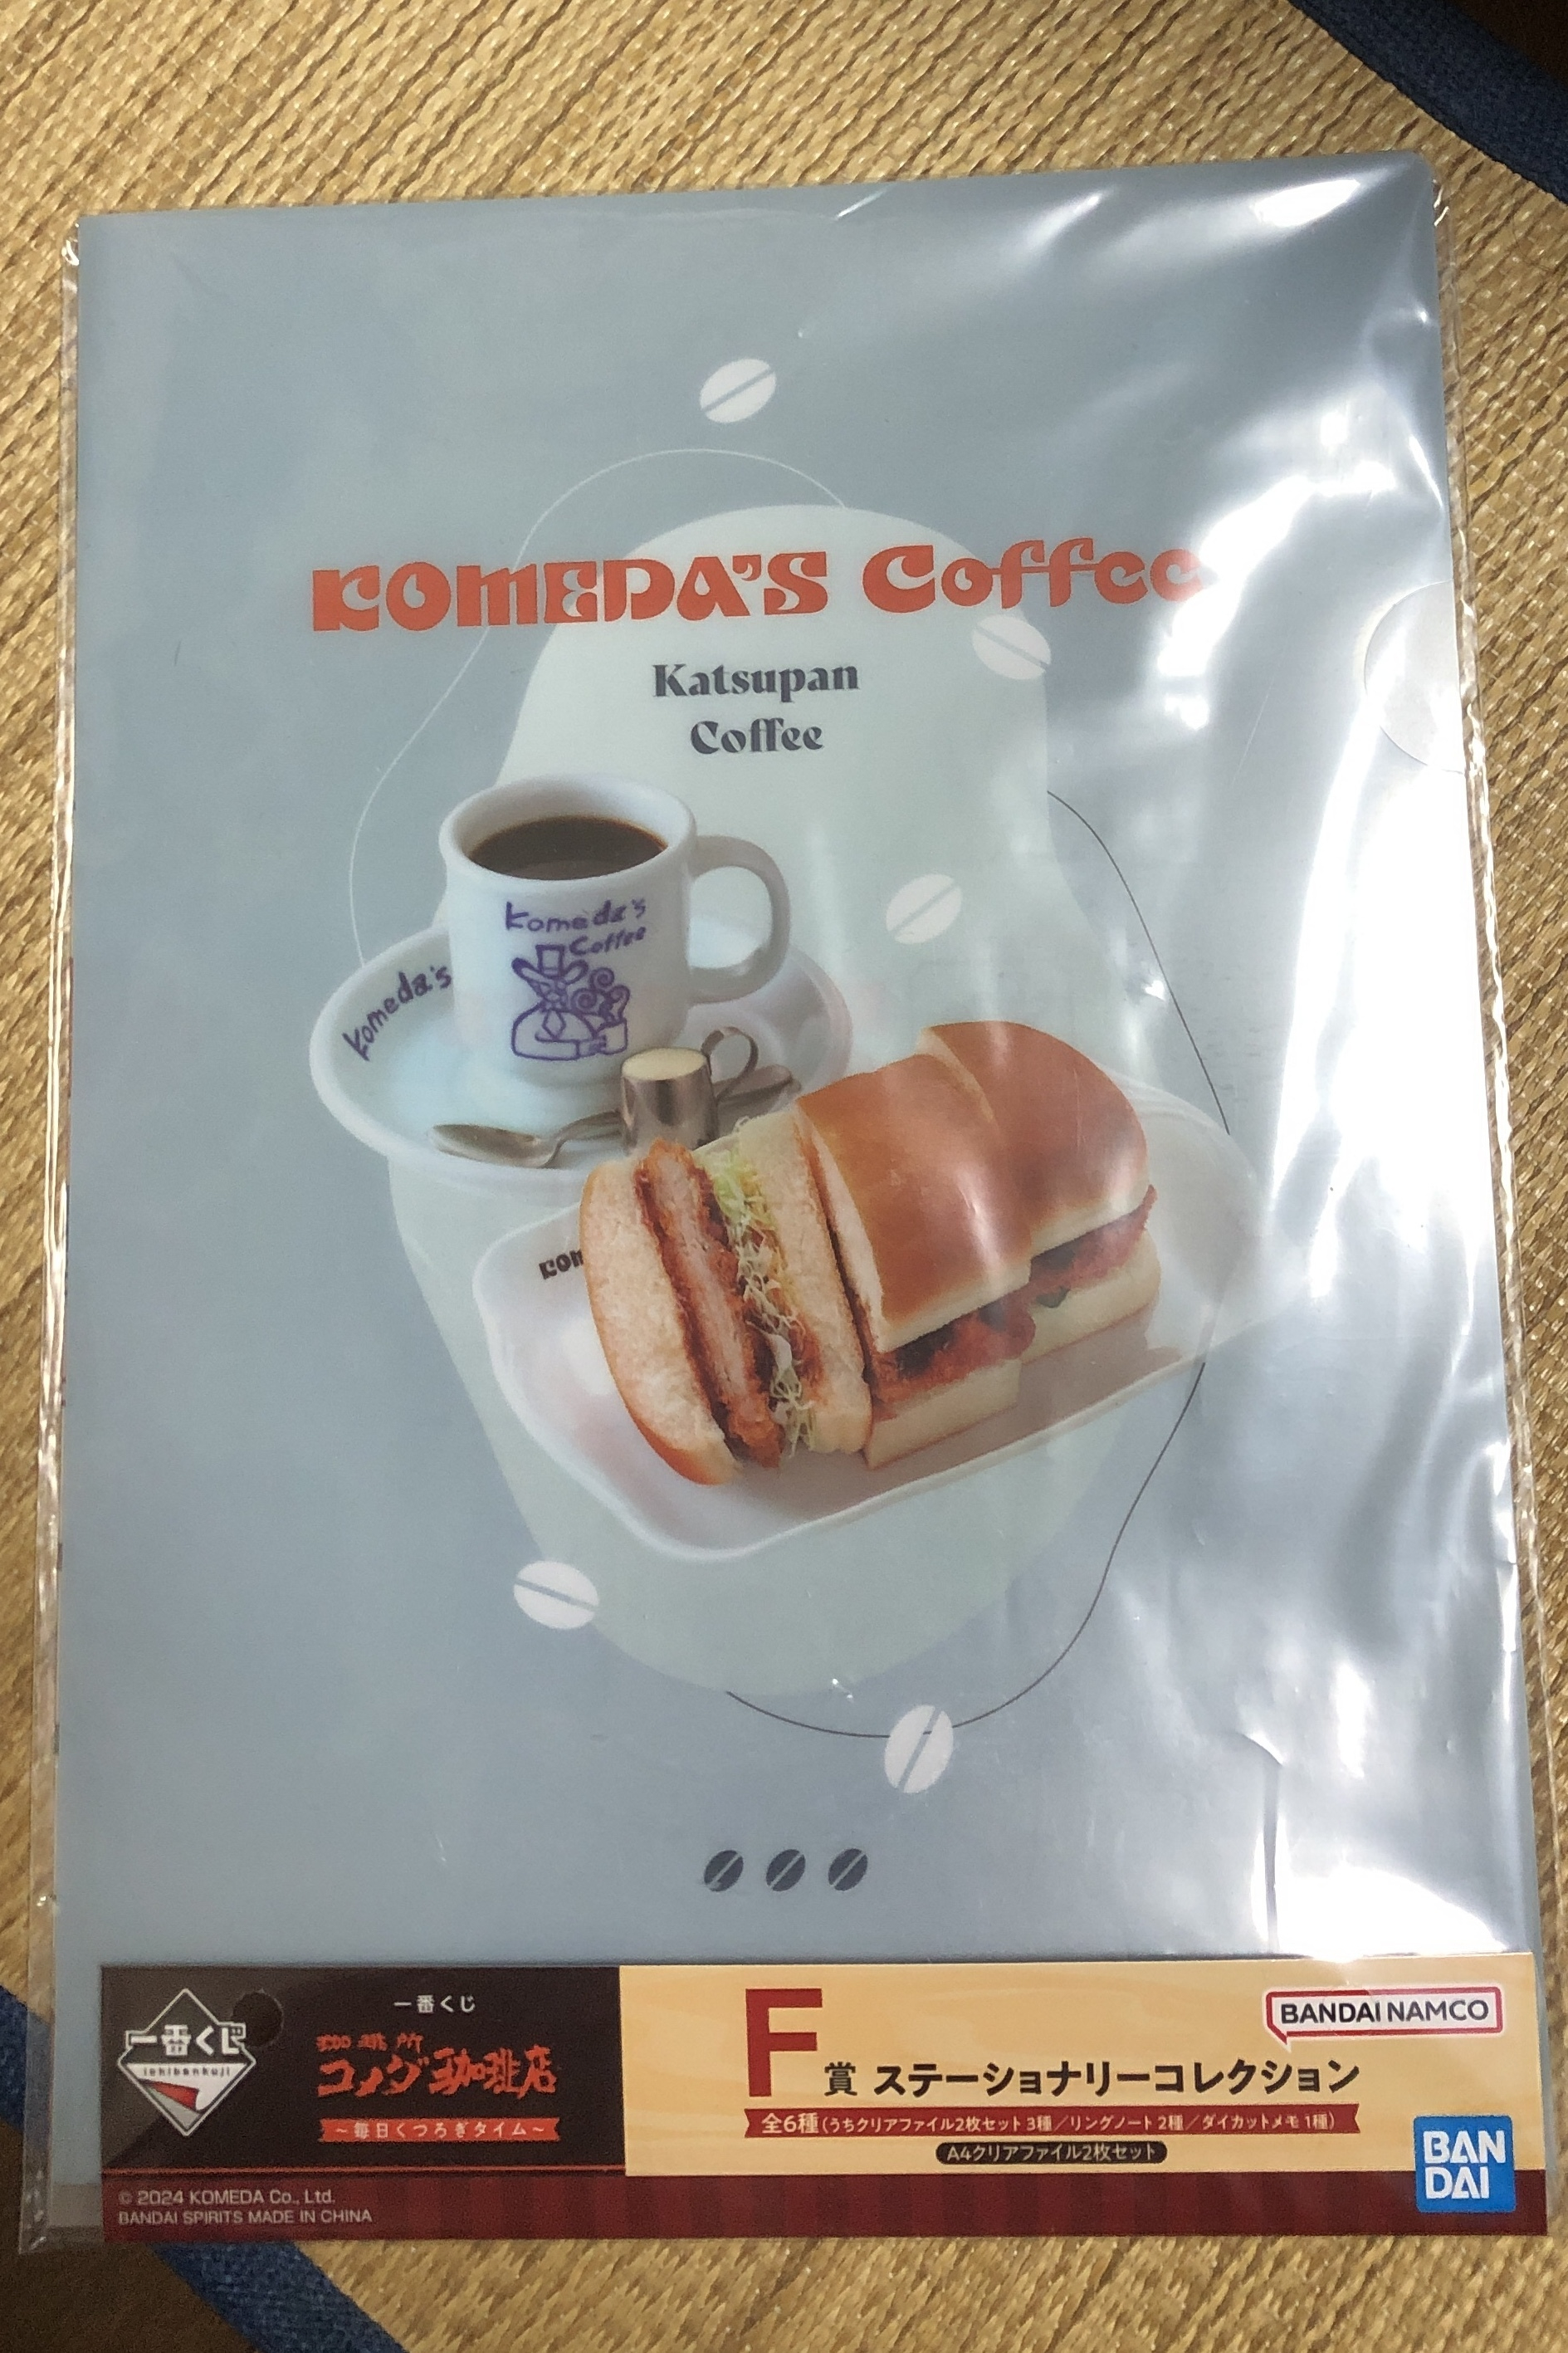 KOMEDA'S Coffee
Katsupan
Coffee
Komeda's
Coffee
Komeda's
KOM
一番くじ
ichibankuji
一番くじ
珈琲所
コメダ珈琲店
～毎日くつろぎタイム～
F賞 ステーショナリーコレクション
全6種(うちクリアファイル2枚セット 3種／リングノート 2種／ダイカットメモ 1種)
A4クリアファイル2枚セット
BANDAI NAMCO
BAN
DAI
© 2024 KOMEDA Co., Ltd.
BANDAI SPIRITS MADE IN CHINA